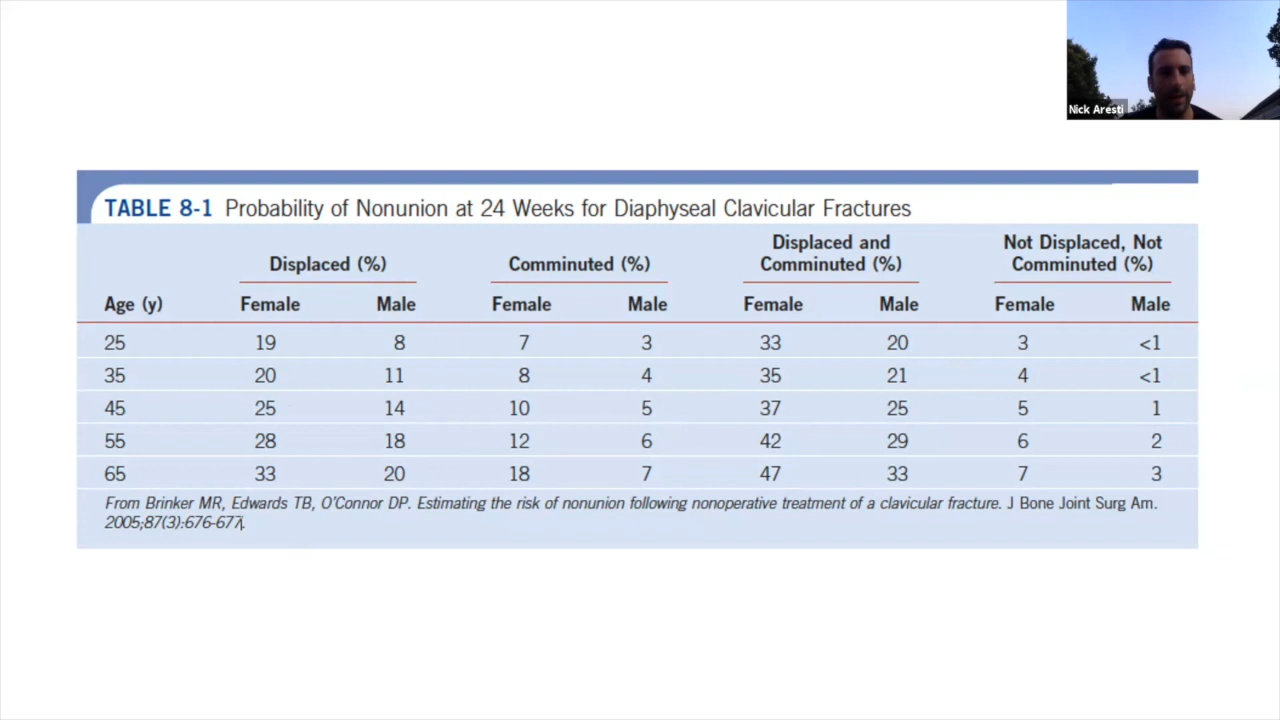 Nick Aresti
TABLE 8-1 Probability of Nonunion at 24 Weeks for Diaphyseal Clavicular Fractures
Displaced (%) Comminuted (%) Displaced and Comminuted (%) Not Displaced, Not Comminuted (%)
Age (y) Female Male Female Male Female Male Female Male
25 19 8 7 3 33 20 3 <1
35 20 11 8 4 35 21 4 <1
45 25 14 10 5 37 25 5 1
55 28 18 12 6 42 29 6 2
65 33 20 18 7 47 33 7 3
From Brinker MR, Edwards TB, O'Connor DP. Estimating the risk of nonunion following nonoperative treatment of a clavicular fracture. J Bone Joint Surg Am.
2005;87(3):676-677.